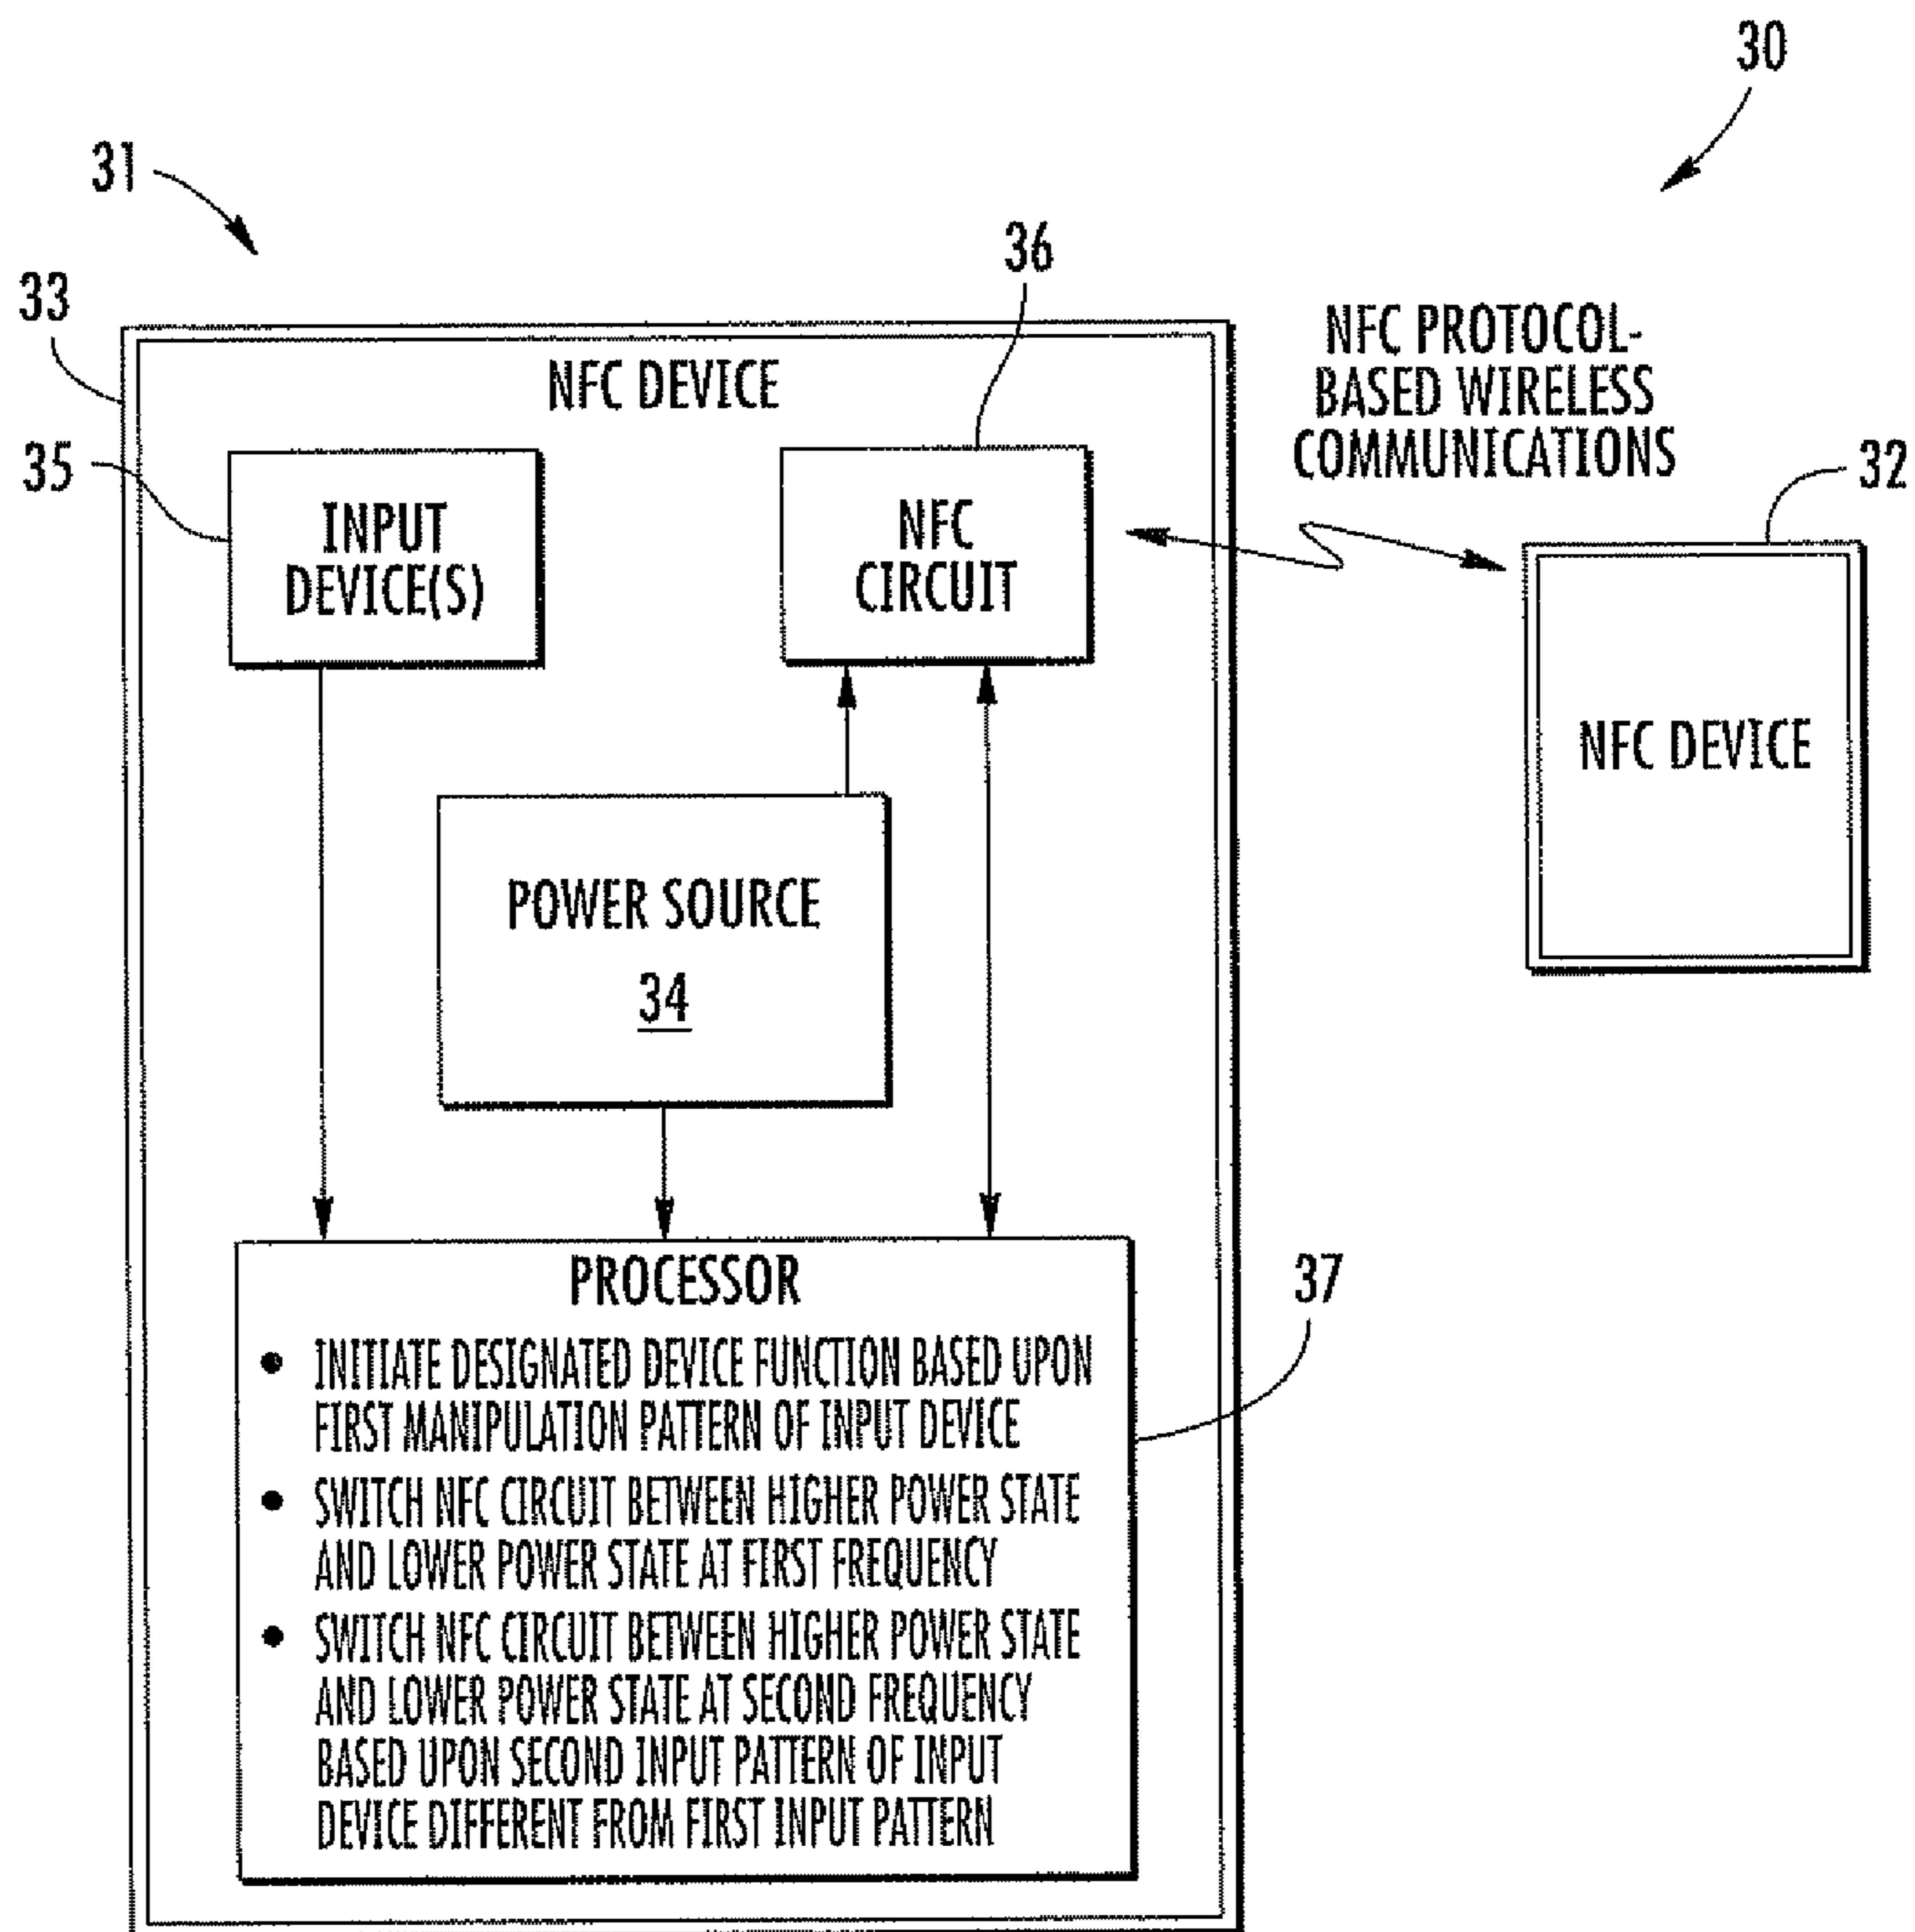 30
31
36
33
NFC PROTOCOL-
BASED WIRELESS
COMMUNICATIONS
NFC DEVICE
35
32
INPUT
DEVICE(S)
NFC
CIRCUIT
NFC DEVICE
POWER SOURCE
34
PROCESSOR
37
• INITIATE DESIGNATED DEVICE FUNCTION BASED UPON
FIRST MANIPULATION PATTERN OF INPUT DEVICE
• SWITCH NFC CIRCUIT BETWEEN HIGHER POWER STATE
AND LOWER POWER STATE AT FIRST FREQUENCY
• SWITCH NFC CIRCUIT BETWEEN HIGHER POWER STATE
AND LOWER POWER STATE AT SECOND FREQUENCY
BASED UPON SECOND INPUT PATTERN OF INPUT
DEVICE DIFFERENT FROM FIRST INPUT PATTERN